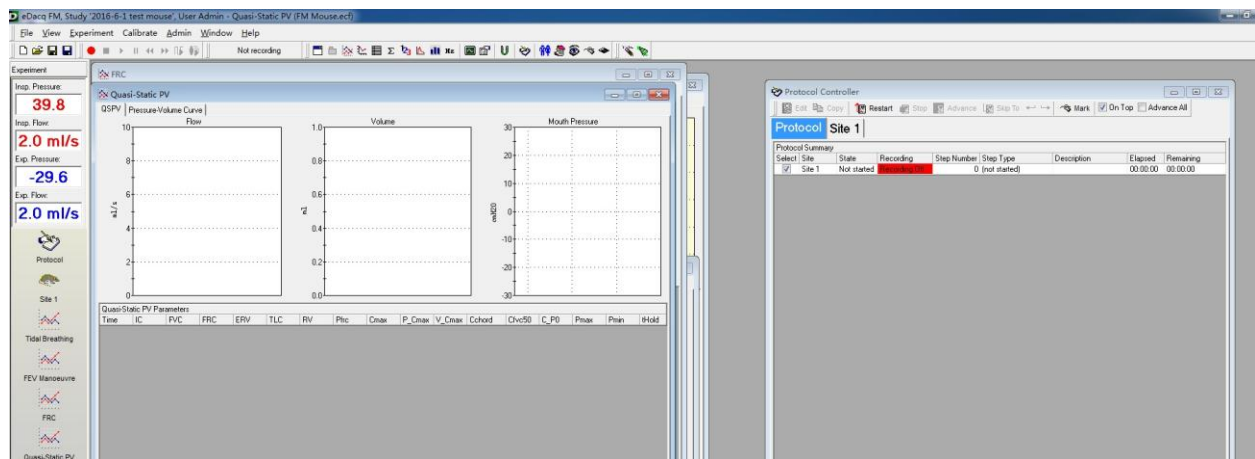 eDacq FM, Study '2016-6-1 test mouse', User Admin - Quasi-Static PV (FM Mouse.ecf)
File View Experiment Calibrate Admin Window Help
Not recording
Experiment
Insp. Pressure:
39.8
Insp. Flow:
2.0 ml/s
Exp. Pressure:
-29.6
Exp. Flow:
2.0 ml/s
Protocol
Site 1
Tidal Breathing
FEV Manoeuvre
FRC
Quasi-Static PV
FRC
Quasi-Static PV
QSPV Pressure-Volume Curve
Flow Volume Mouth Pressure
10 1.0 30
8 0.8 20
6 0.6 10
ml/s ml cmH2O 0
4 0.4 -10
2 0.2 -20
0 0.0 -30
Quasi-Static PV Parameters
Time IC FVC FRC ERV TLC RV Phc Cmax P_Cmax V_Cmax Cchord Cfvc50 C_P0 Pmax Pmin tHold
Protocol Controller
Edit Copy Restart Stop Advance Skip To Mark On Top Advance All
Protocol Site 1
Protocol Summary
Select Site State Recording Step Number Step Type Description Elapsed Remaining
Site 1 Not started Recording Off 0 (not started) 00:00:00 00:00:00